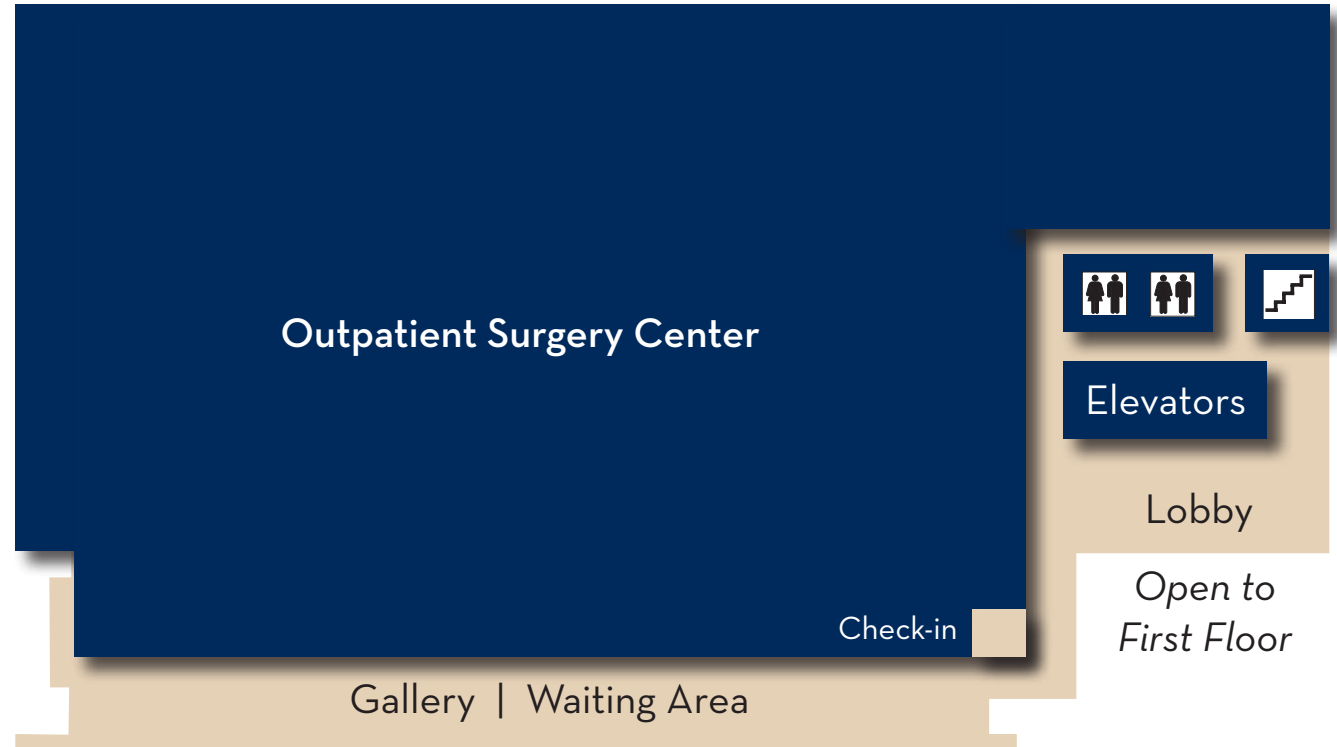 Outpatient Surgery Center
Elevators
Lobby
Open to
First Floor
Check-in
Gallery | Waiting Area